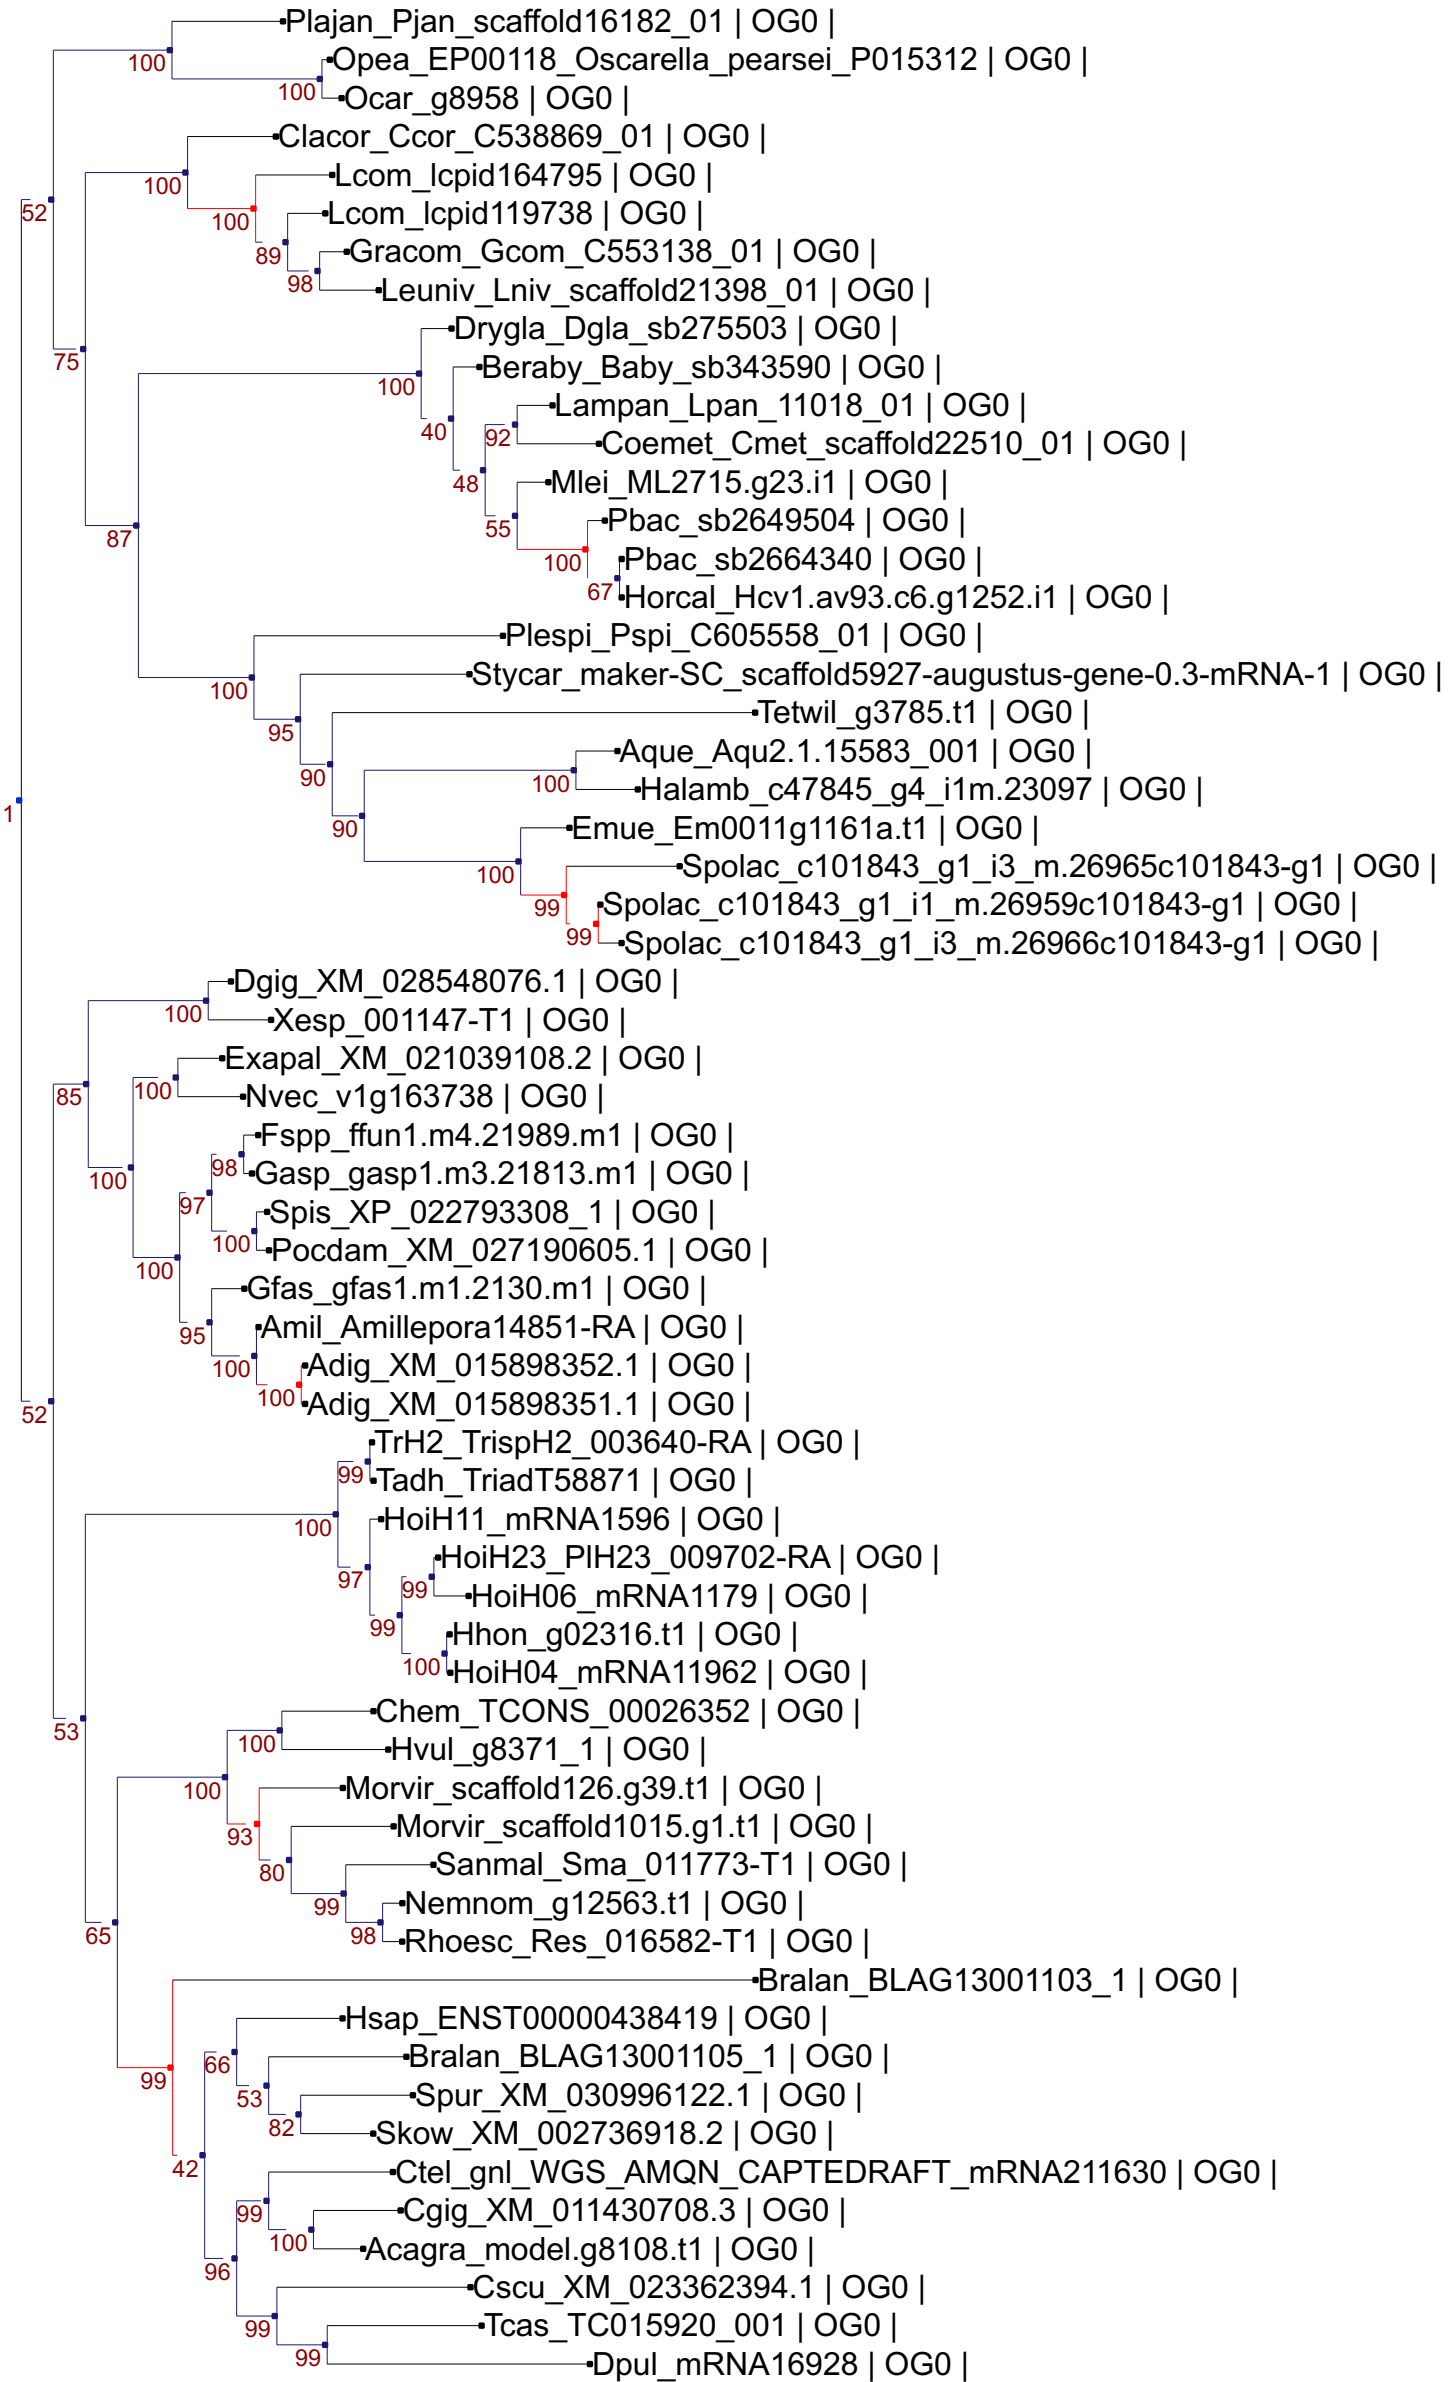 Plajan_Pjan_scaffold16182_01 | OG0 |
100
Opea_EP00118_Oscarella_pearsei_P015312 | OG0 |
100
Ocar_g8958 | OG0 |
Clacor_Ccor_C538869_01 | OG0 |
100
Lcom_lcpid164795 | OG0 |
52
100
Lcom_lcpid119738 | OG0 |
89
Gracom_Gcom_C553138_01 | OG0 |
98
Leuniv_Lniv_scaffold21398_01 | OG0 |
Drygla_Dgla_sb275503 | OG0 |
75
Beraby_Baby_sb343590 | OG0 |
100
Lampan_Lpan_11018_01 | OG0 |
40
92
Coemet_Cmet_scaffold22510_01 | OG0 |
48
Mlei_ML2715.g23.i1 | OG0 |
55
Pbac_sb2649504 | OG0 |
87
100
Pbac_sb2664340 | OG0 |
67
Horcal_Hcv1.av93.c6.g1252.i1 | OG0 |
Plespi_Pspi_C605558_01 | OG0 |
100
Stycar_maker-SC_scaffold5927-augustus-gene-0.3-mRNA-1 | OG0 |
95
Tetwil_g3785.t1 | OG0 |
90
Aque_Aqu2.1.15583_001 | OG0 |
100
Halamb_c47845_g4_i1m.23097 | OG0 |
1
90
Emue_Em0011g1161a.t1 | OG0 |
100
Spolac_c101843_g1_i3_m.26965c101843-g1 | OG0 |
99
Spolac_c101843_g1_i1_m.26959c101843-g1 | OG0 |
99
Spolac_c101843_g1_i3_m.26966c101843-g1 | OG0 |
Dgig_XM_028548076.1 | OG0 |
100
Xesp_001147-T1 | OG0 |
Exapal_XM_021039108.2 | OG0 |
85
100
Nvec_v1g163738 | OG0 |
Fspp_ffun1.m4.21989.m1 | OG0 |
100
98
Gasp_gasp1.m3.21813.m1 | OG0 |
97
Spis_XP_022793308_1 | OG0 |
100
Pocdam_XM_027190605.1 | OG0 |
100
Gfas_gfas1.m1.2130.m1 | OG0 |
95
Amil_Amillepora14851-RA | OG0 |
100
Adig_XM_015898352.1 | OG0 |
100
Adig_XM_015898351.1 | OG0 |
52
TrH2_TrispH2_003640-RA | OG0 |
99
Tadh_TriadT58871 | OG0 |
100
HoiH11_mRNA1596 | OG0 |
97
HoiH23_PlH23_009702-RA | OG0 |
99
HoiH06_mRNA1179 | OG0 |
99
Hhon_g02316.t1 | OG0 |
100
HoiH04_mRNA11962 | OG0 |
53
Chem_TCONS_00026352 | OG0 |
100
Hvul_g8371_1 | OG0 |
100
Morvir_scaffold126.g39.t1 | OG0 |
93
Morvir_scaffold1015.g1.t1 | OG0 |
80
Sanmal_Sma_011773-T1 | OG0 |
99
Nemnom_g12563.t1 | OG0 |
65
98
Rhoesc_Res_016582-T1 | OG0 |
Bralan_BLAG13001103_1 | OG0 |
Hsap_ENST00000438419 | OG0 |
66
Bralan_BLAG13001105_1 | OG0 |
99
53
Spur_XM_030996122.1 | OG0 |
82
Skow_XM_002736918.2 | OG0 |
42
Ctel_gnl_WGS_AMQN_CAPTEDRAFT_mRNA211630 | OG0 |
99
Cgig_XM_011430708.3 | OG0 |
100
Acagra_model.g8108.t1 | OG0 |
96
Cscu_XM_023362394.1 | OG0 |
99
Tcas_TC015920_001 | OG0 |
99
Dpul_mRNA16928 | OG0 |